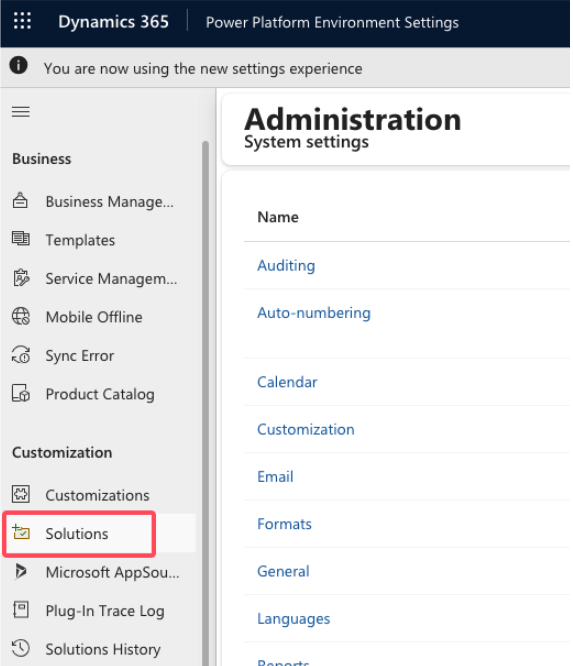 Dynamics 365
Power Platform Environment Settings
You are now using the new settings experience
Business
Business Manage...
Templates
Service Managem...
Mobile Offline
Sync Error
Product Catalog
Customization
Customizations
Solutions
Microsoft AppSou...
Plug-In Trace Log
Solutions History
Administration
System settings
Name
Auditing
Auto-numbering
Calendar
Customization
Email
Formats
General
Languages
Reports